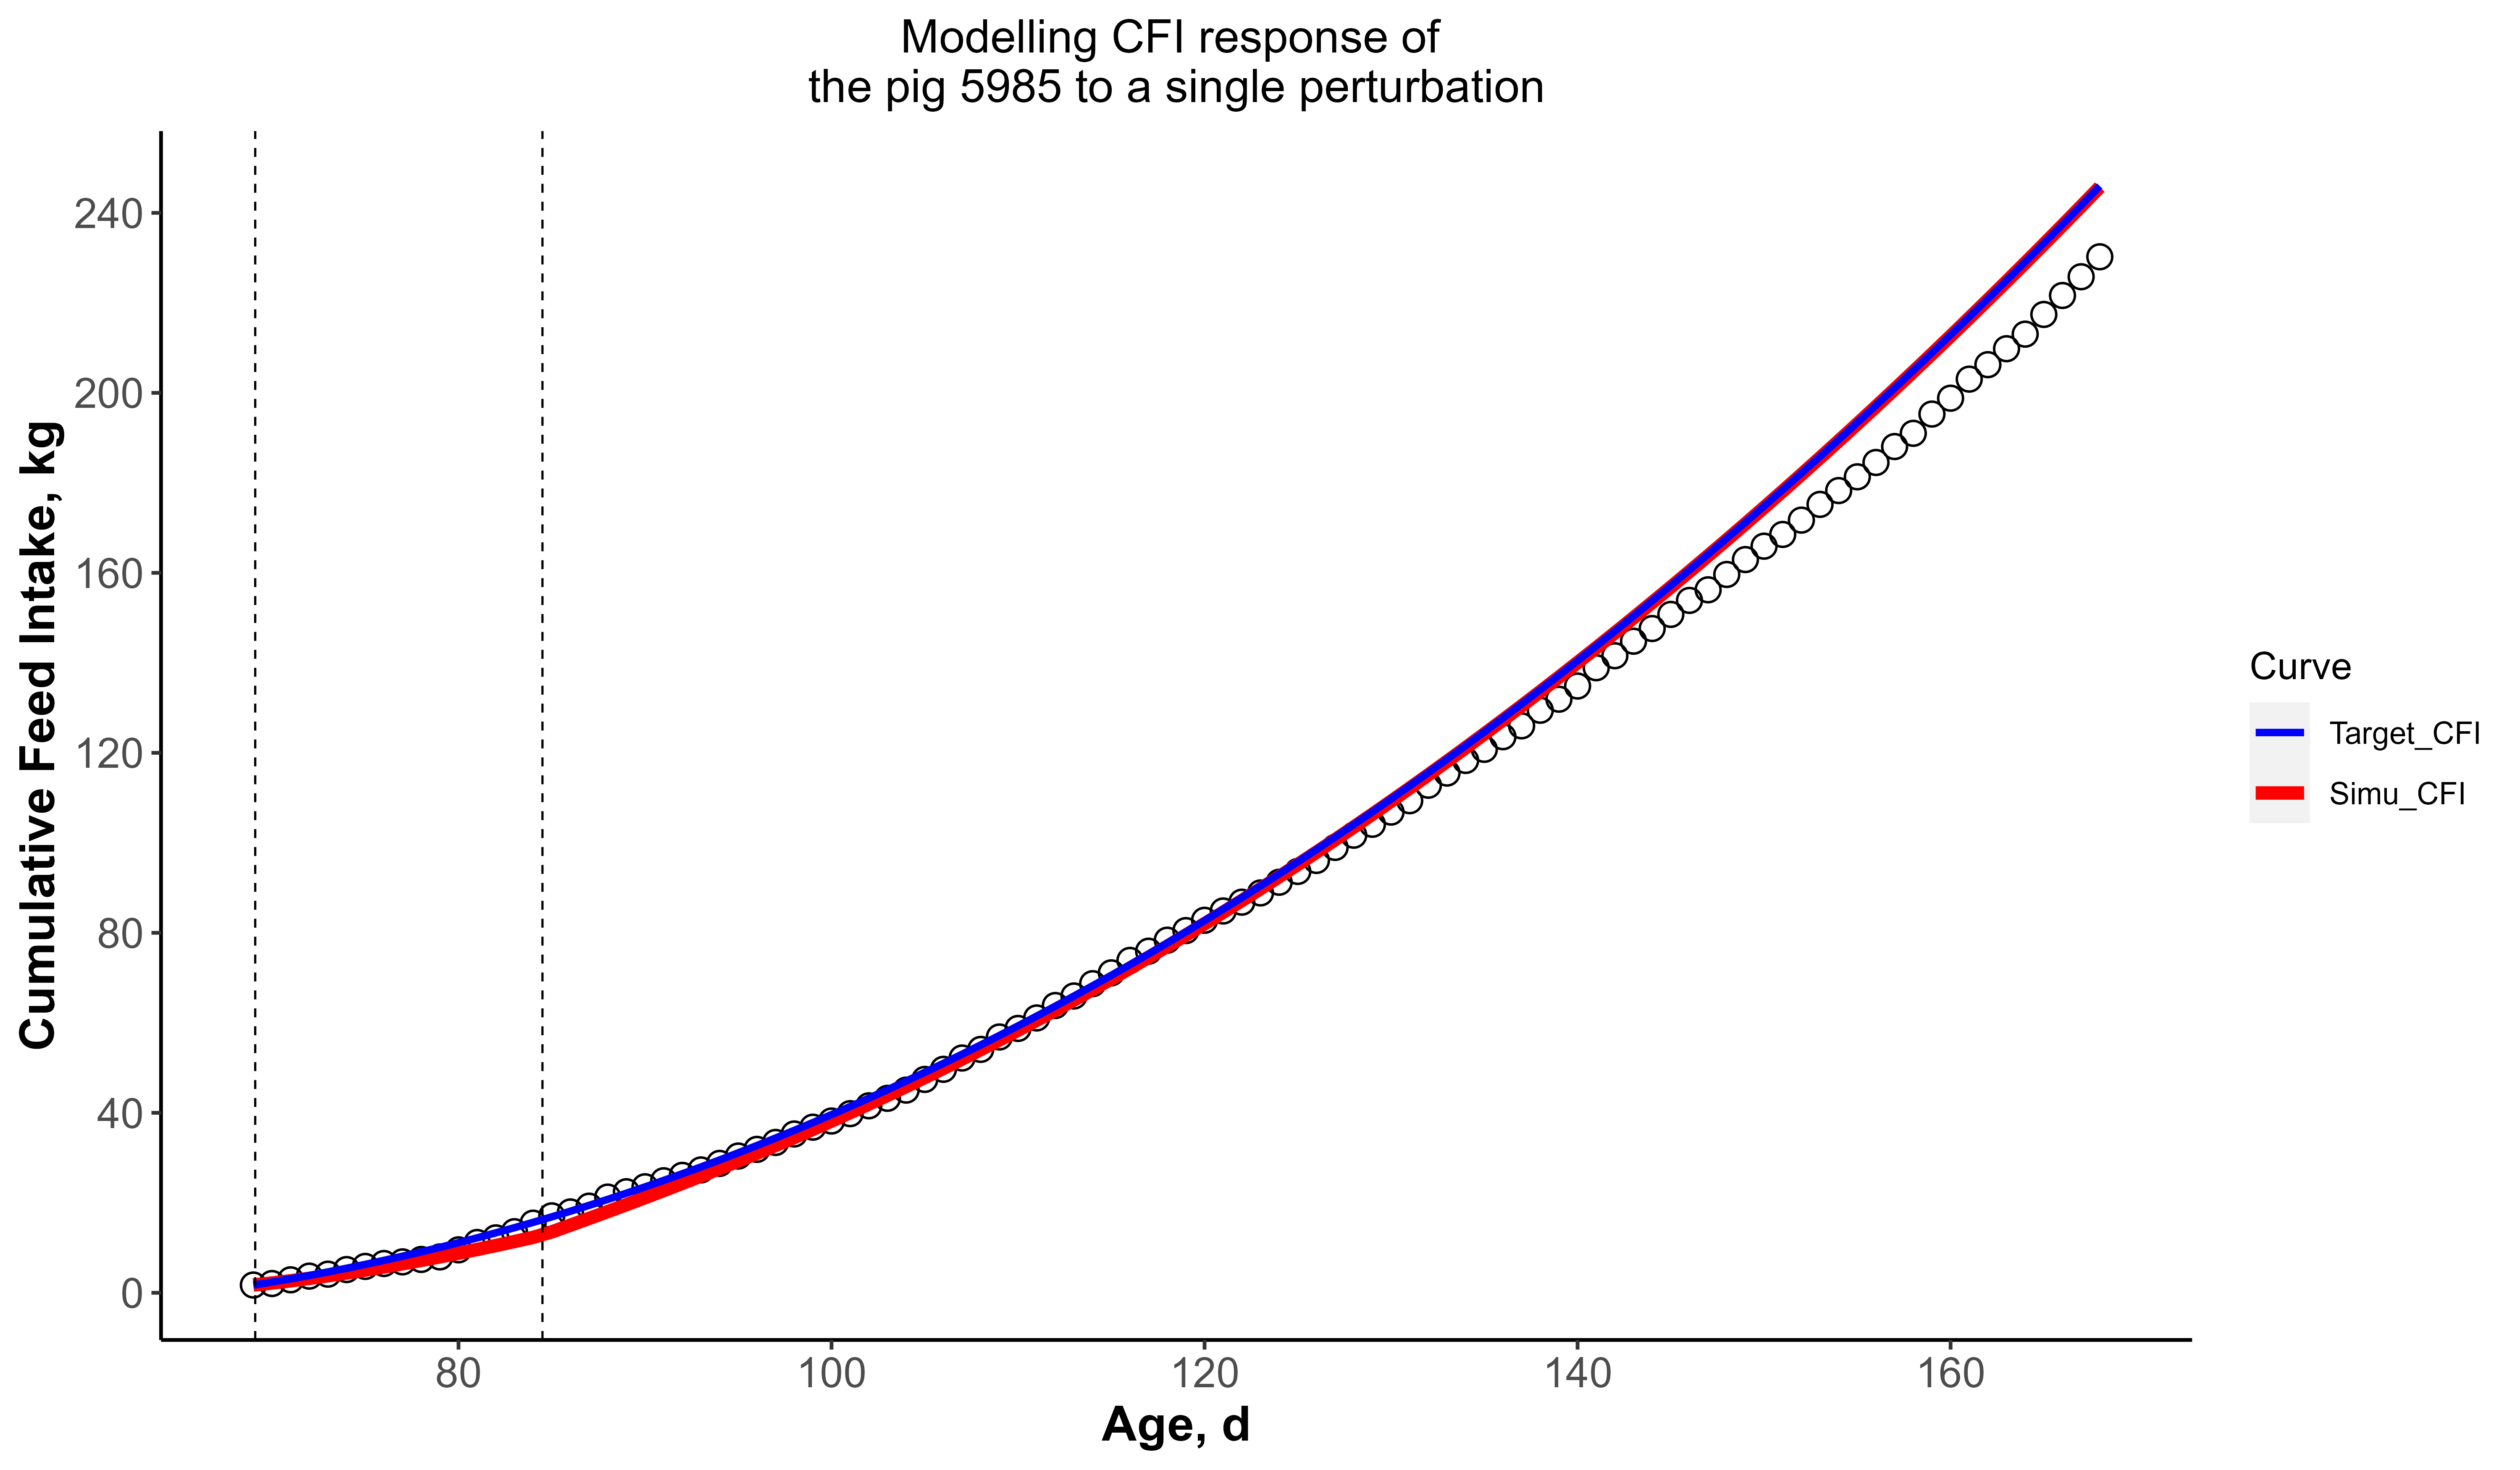 Modelling CFI response of
the pig 5985 to a single perturbation
Cumulative Feed Intake, kg
240
200
160
120
80
40
0
80
100
120
140
160
Age, d
Curve
Target_CFI
Simu_CFI